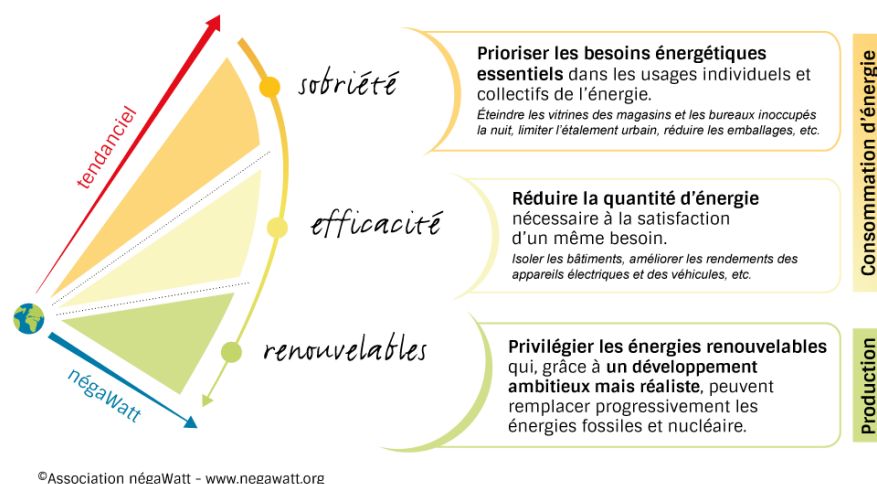 tendanciel
négaWatt
sobriété
Prioriser les besoins énergétiques
essentiels dans les usages individuels et
collectifs de l'énergie.
Éteindre les vitrines des magasins et les bureaux inoccupés
la nuit, limiter l'étalement urbain, réduire les emballages, etc.
efficacité
Réduire la quantité d'énergie
nécessaire à la satisfaction
d'un même besoin.
Isoler les bâtiments, améliorer les rendements des
appareils électriques et des véhicules, etc.
Consommation d'énergie
renouvelables
Privilégier les énergies renouvelables
qui, grâce à un développement
ambitieux mais réaliste, peuvent
remplacer progressivement les
énergies fossiles et nucléaire.
Production
©Association négaWatt - www.negawatt.org